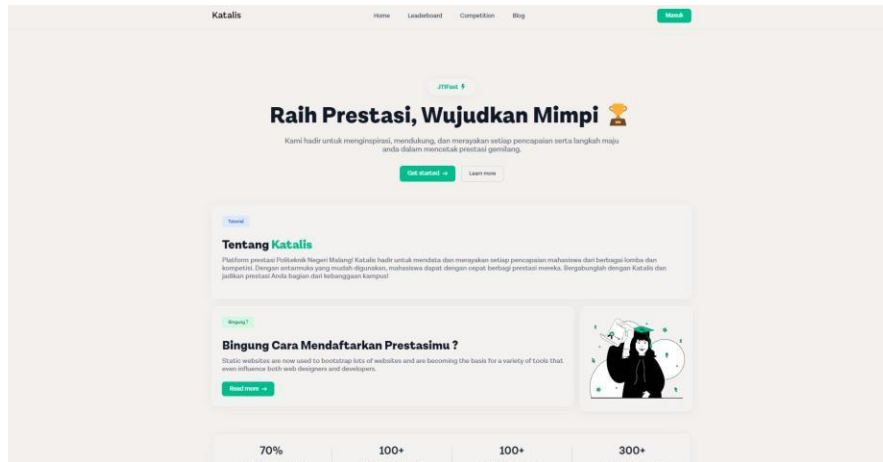 Katalis
Home Leaderboard Competition Blog
Masuk
JTIFast
Raih Prestasi, Wujudkan Mimpi
Kami hadir untuk menginspirasi, mendukung, dan merayakan setiap pencapaian serta langkah maju
anda dalam mencetak prestasi gemilang.
Get started →
Learn more
Tutorial
Tentang Katalis
Platform prestasi Politeknik Negeri Malang! Katalis hadir untuk mendata dan merayakan setiap pencapaian mahasiswa dari berbagai lomba dan
kompetisi. Dengan antarmuka yang mudah digunakan, mahasiswa dapat dengan cepat berbagi prestasi mereka. Bergabunglah dengan Katalis dan
jadikan prestasi Anda bagian dari kebanggaan kampus!
Bingung ?
Bingung Cara Mendaftarkan Prestasimu ?
Static websites are now used to bootstrap lots of websites and are becoming the basis for a variety of tools that
even influence both web designers and developers.
Read more →
70% 100+ 100+ 300+